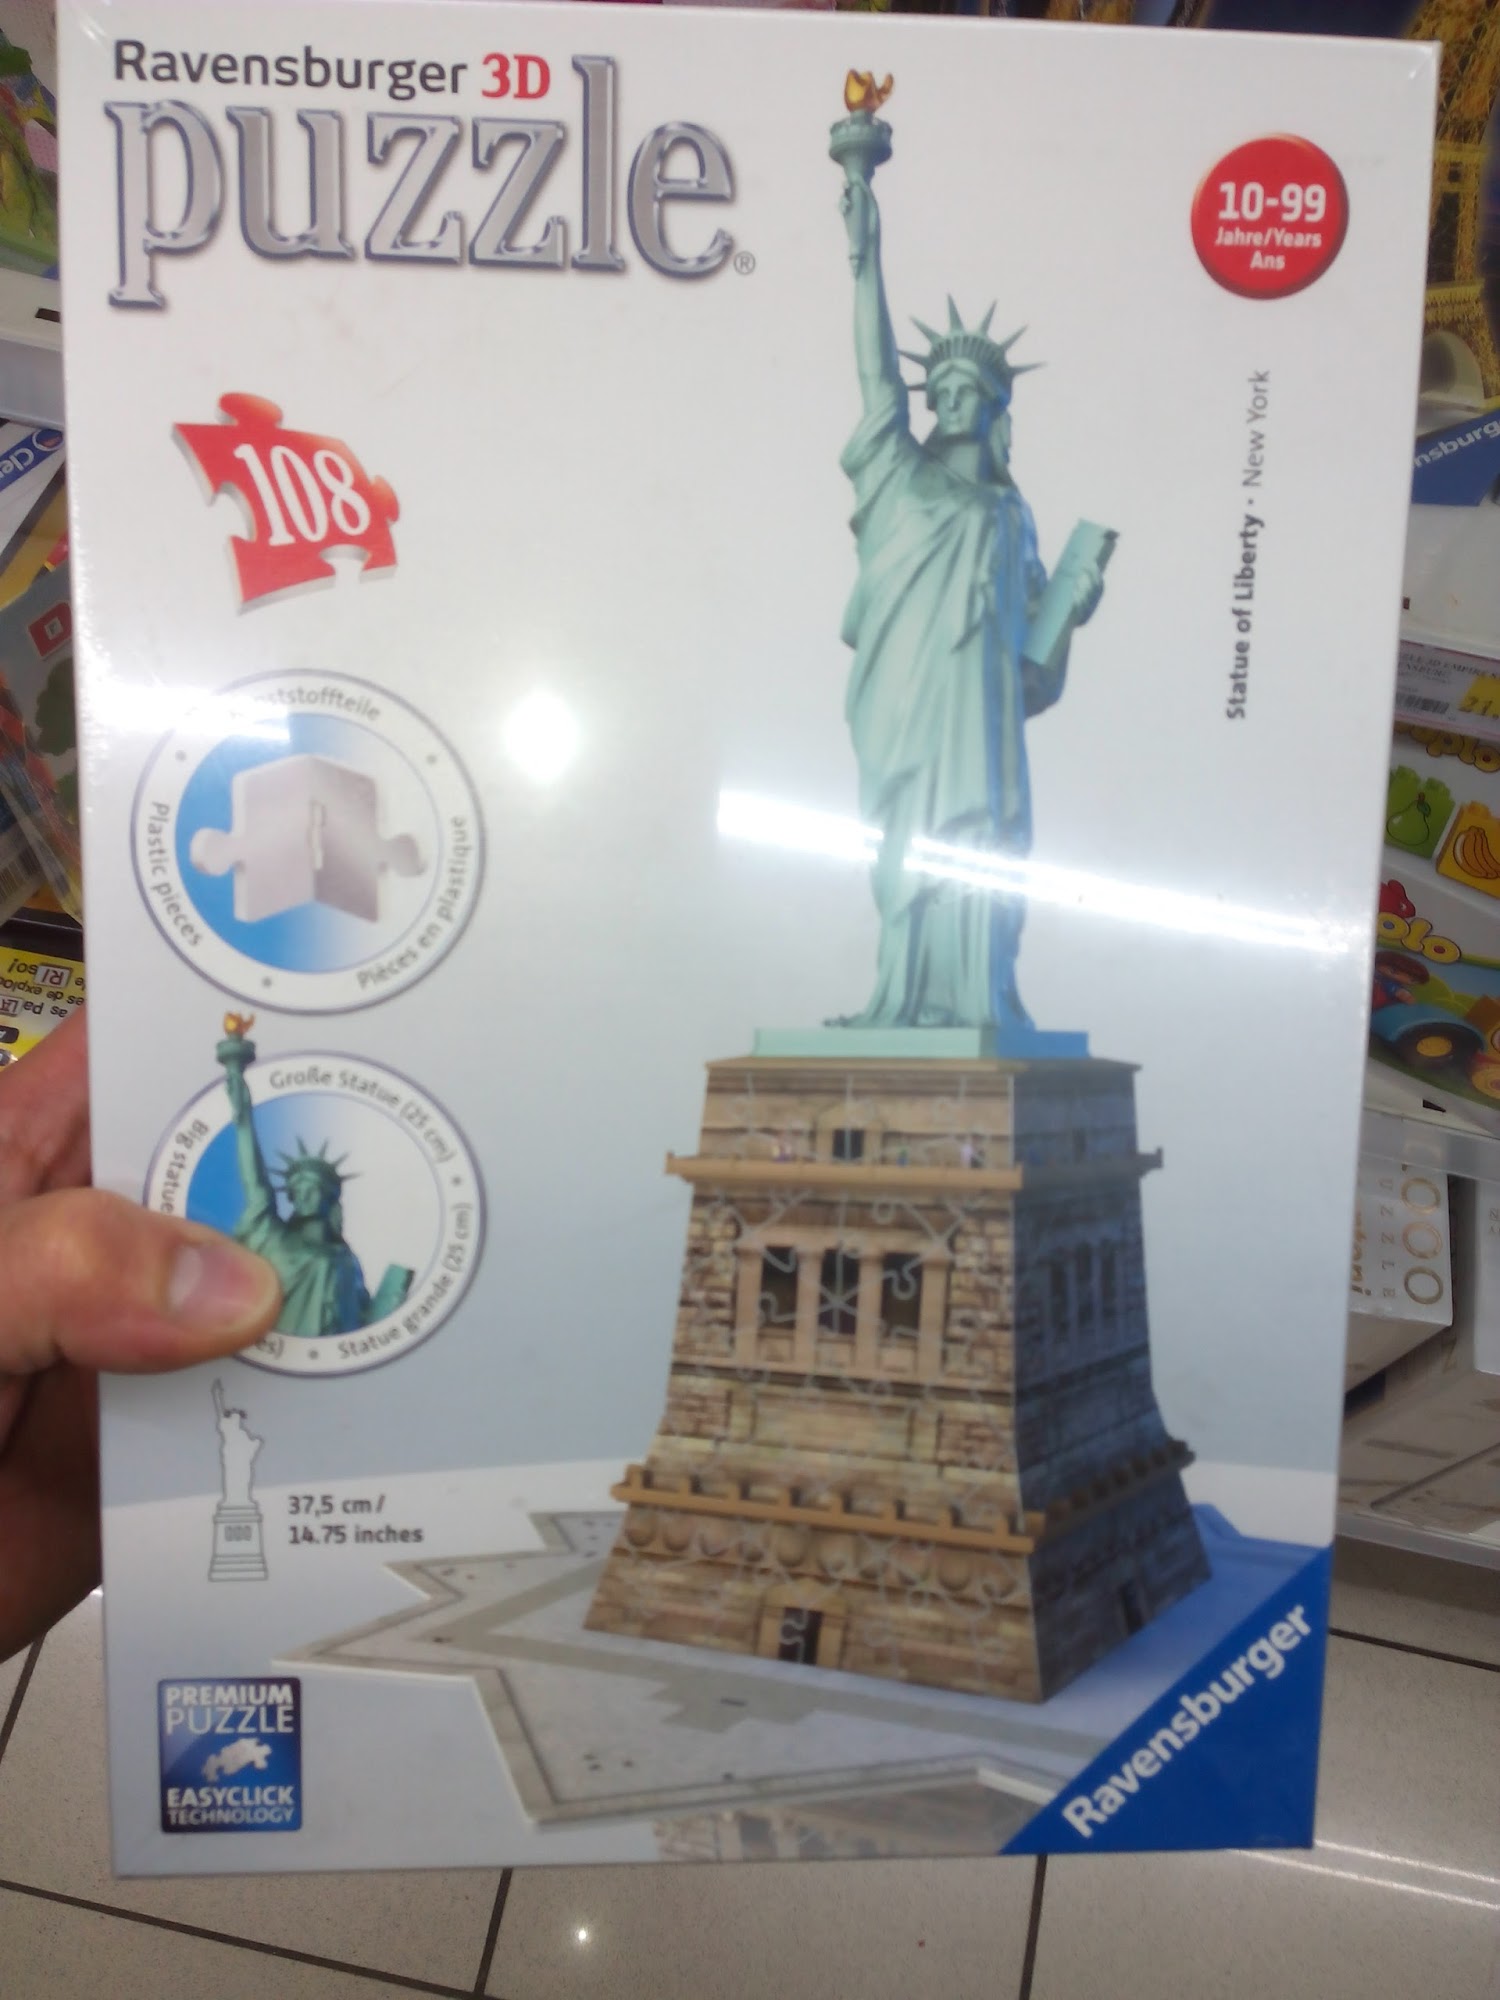 Ravensburger 3D
puzzle®
10-99
Jahre/Years
Ans
Statue of Liberty · New York
108
Plastic pieces
Pièces en plastique
Große Statue (25 cm)
Big statue
Statue grande (25 cm)
37,5 cm/
14.75 inches
PREMIUM
PUZZLE
EASYCLICK
TECHNOLOGY
Ravensburger